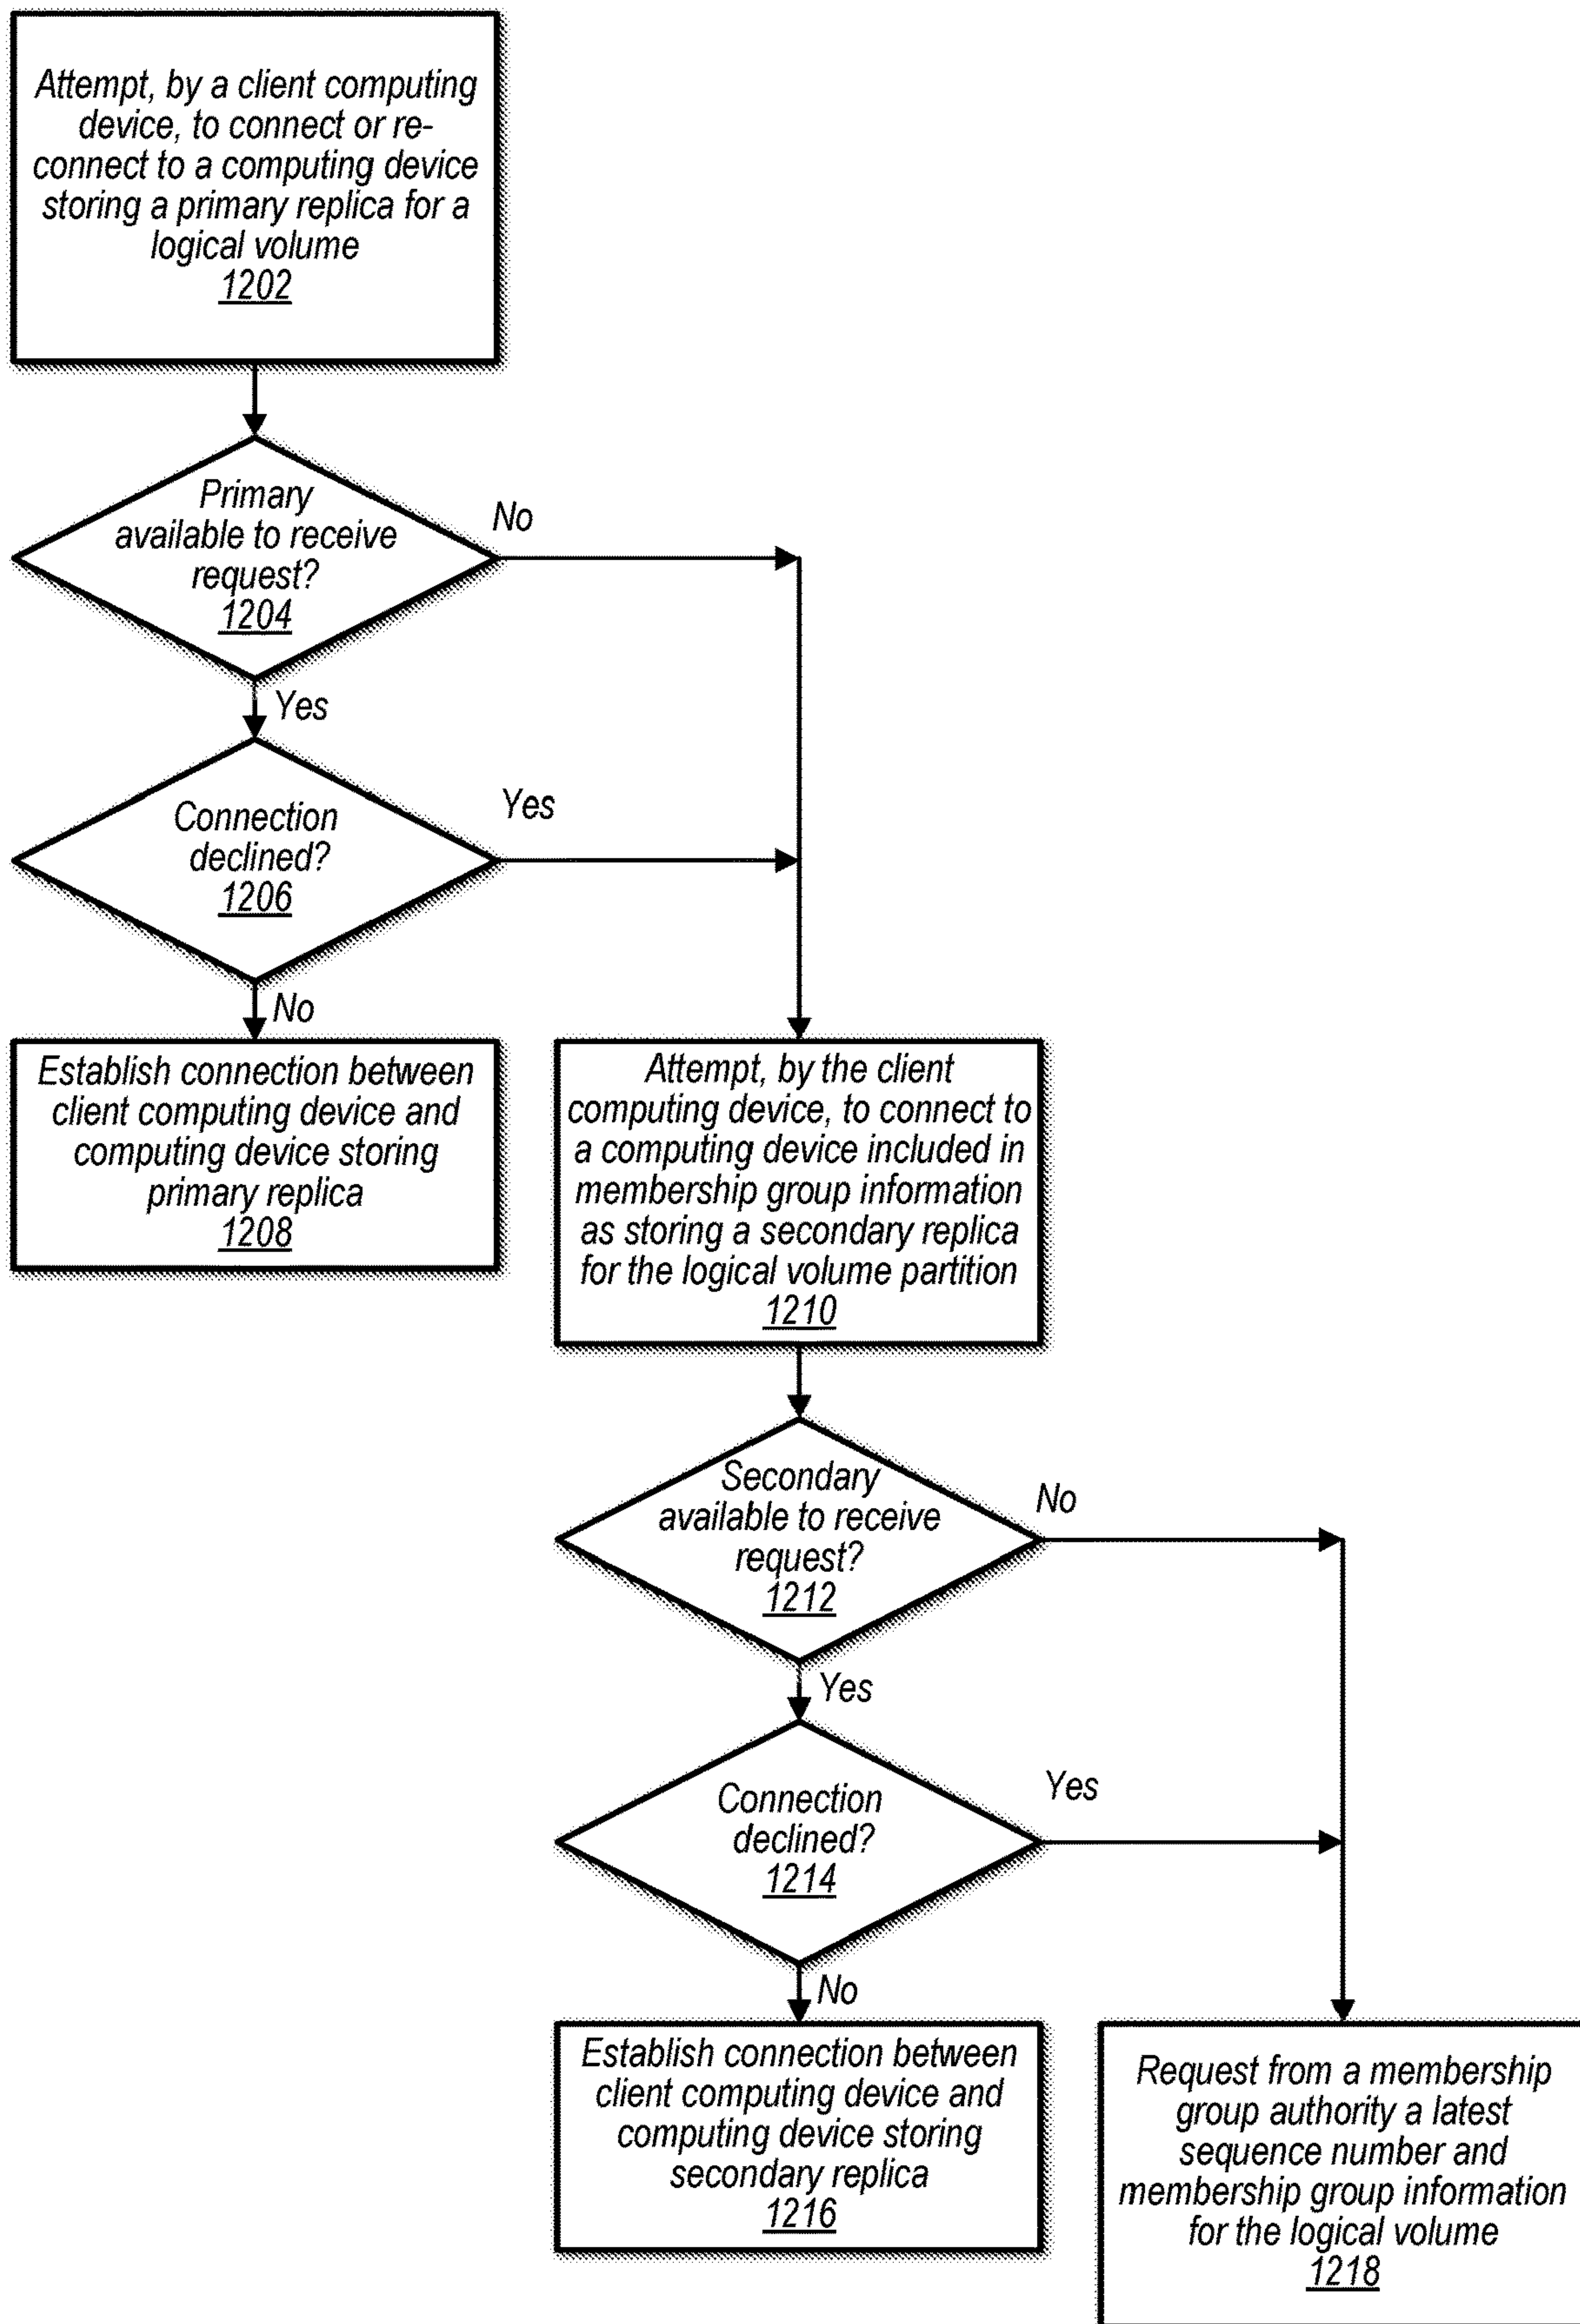 Attempt, by a client computing
device, to connect or re-
connect to a computing device
storing a primary replica for a
logical volume
1202
Primary
available to receive
request?
1204
No
Yes
Connection
declined?
1206
Yes
No
Establish connection between
client computing device and
computing device storing
primary replica
1208
Attempt, by the client
computing device, to connect to
a computing device included in
membership group information
as storing a secondary replica
for the logical volume partition
1210
Secondary
available to receive
request?
1212
No
Yes
Connection
declined?
1214
Yes
No
Establish connection between
client computing device and
computing device storing
secondary replica
1216
Request from a membership
group authority a latest
sequence number and
membership group information
for the logical volume
1218